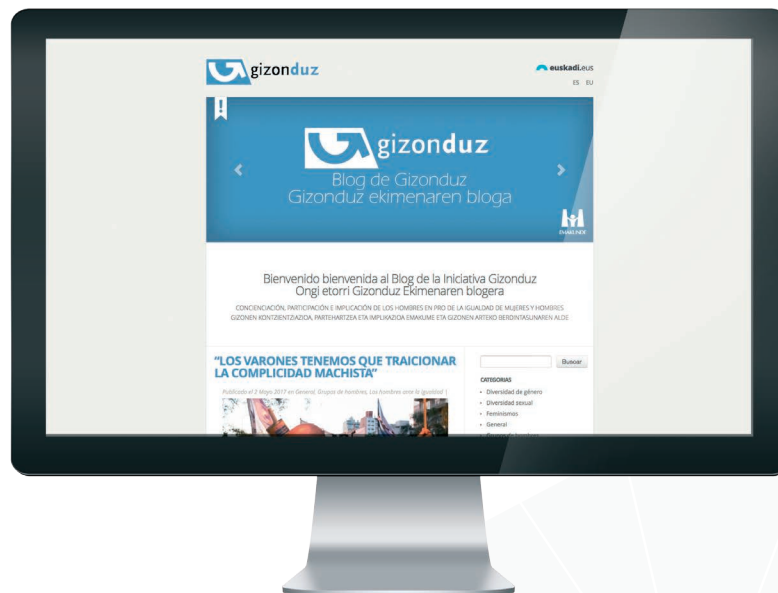 gizonduz
euskadi.eus
ES EU
!
gizonduz
Blog de Gizonduz
Gizonduz ekimenaren bloga
EMAKUNDE
Bienvenido bienvenida al Blog de la Iniciativa Gizonduz
Ongi etorri Gizonduz Ekimenaren blogera
CONCIENCIACIÓN, PARTICIPACIÓN E IMPLICACIÓN DE LOS HOMBRES EN PRO DE LA IGUALDAD DE MUJERES Y HOMBRES
GIZONEN KONTZIENTZIAZIOA, PARTEHARTZEA ETA IMPLIKAZIOA EMAKUME ETA GIZONEN ARTEKO BERDINTASUNAREN ALDE
“LOS VARONES TENEMOS QUE TRAICIONAR
LA COMPLICIDAD MACHISTA”
Publicado el 2 Mayo 2017 en General, Grupos de hombres, Los hombres ante la igualdad |
Buscar
CATEGORIAS
• Diversidad de género
• Diversidad sexual
• Feminismos
• General